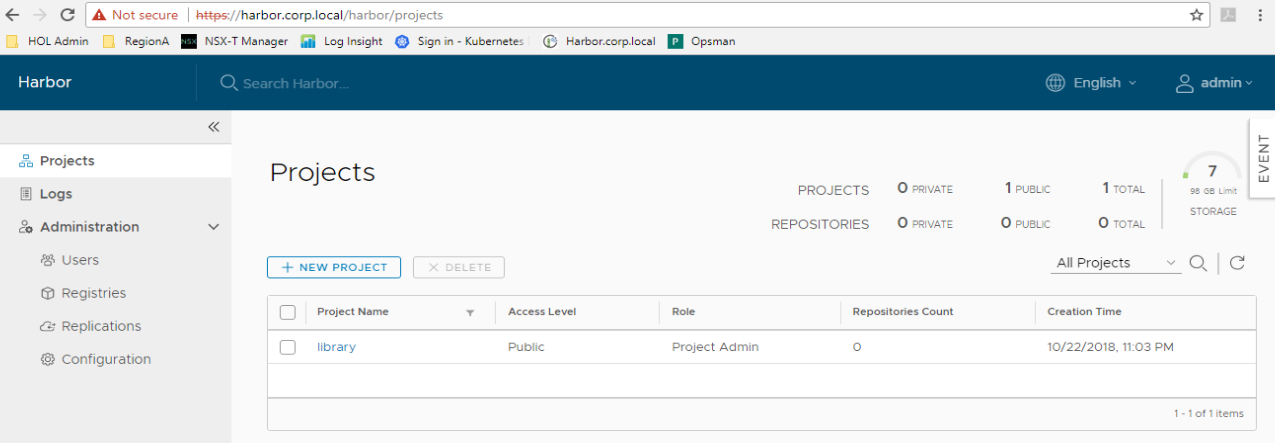 Not secure | https://harbor.corp.local/harbor/projects
HOL Admin RegionA NSX NSX-T Manager Log Insight Sign in - Kubernetes Harbor.corp.local P Opsman
Harbor Search Harbor... English admin
EVENT
Projects
Logs
Administration
Users
Registries
Replications
Configuration
Projects
PROJECTS 0 PRIVATE 1 PUBLIC 1 TOTAL
REPOSITORIES 0 PRIVATE 0 PUBLIC 0 TOTAL
7
98 GB Limit
STORAGE
+ NEW PROJECT × DELETE All Projects
Project Name Access Level Role Repositories Count Creation Time
library Public Project Admin 0 10/22/2018, 11:03 PM
1 - 1 of 1 items